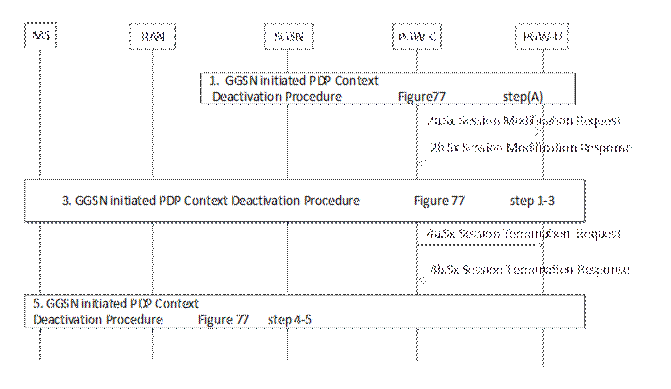 MS RAN SGSN PGW-C PGW-U
1. GGSN initiated PDP Context
Deactivation Procedure Figure77 step(A)
2a.Sx Session Modification Request
2b.Sx Session Modification Response
3. GGSN initiated PDP Context Deactivation Procedure Figure 77 step 1-3
4a.Sx Session Termination Request
4b.Sx Session Termination Response
5. GGSN initiated PDP Context
Deactivation Procedure Figure 77 step 4-5